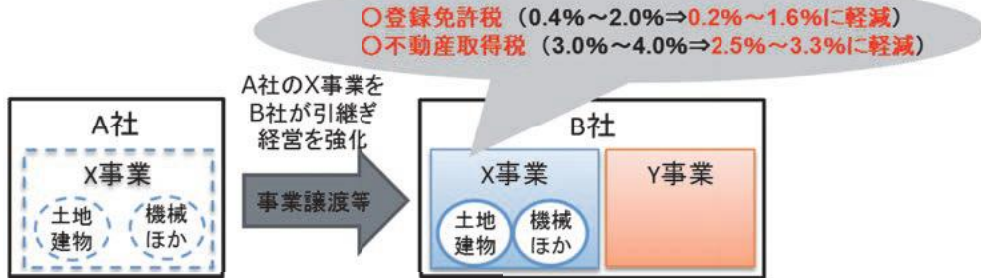 ○登録免許税（0.4%～2.0%⇒0.2%～1.6%に軽減）
○不動産取得税（3.0%～4.0%⇒2.5%～3.3%に軽減）
A社のX事業を
B社が引継ぎ
経営を強化
事業譲渡等
A社
X事業
土地
建物
機械
ほか
B社
X事業
土地
建物
機械
ほか
Y事業